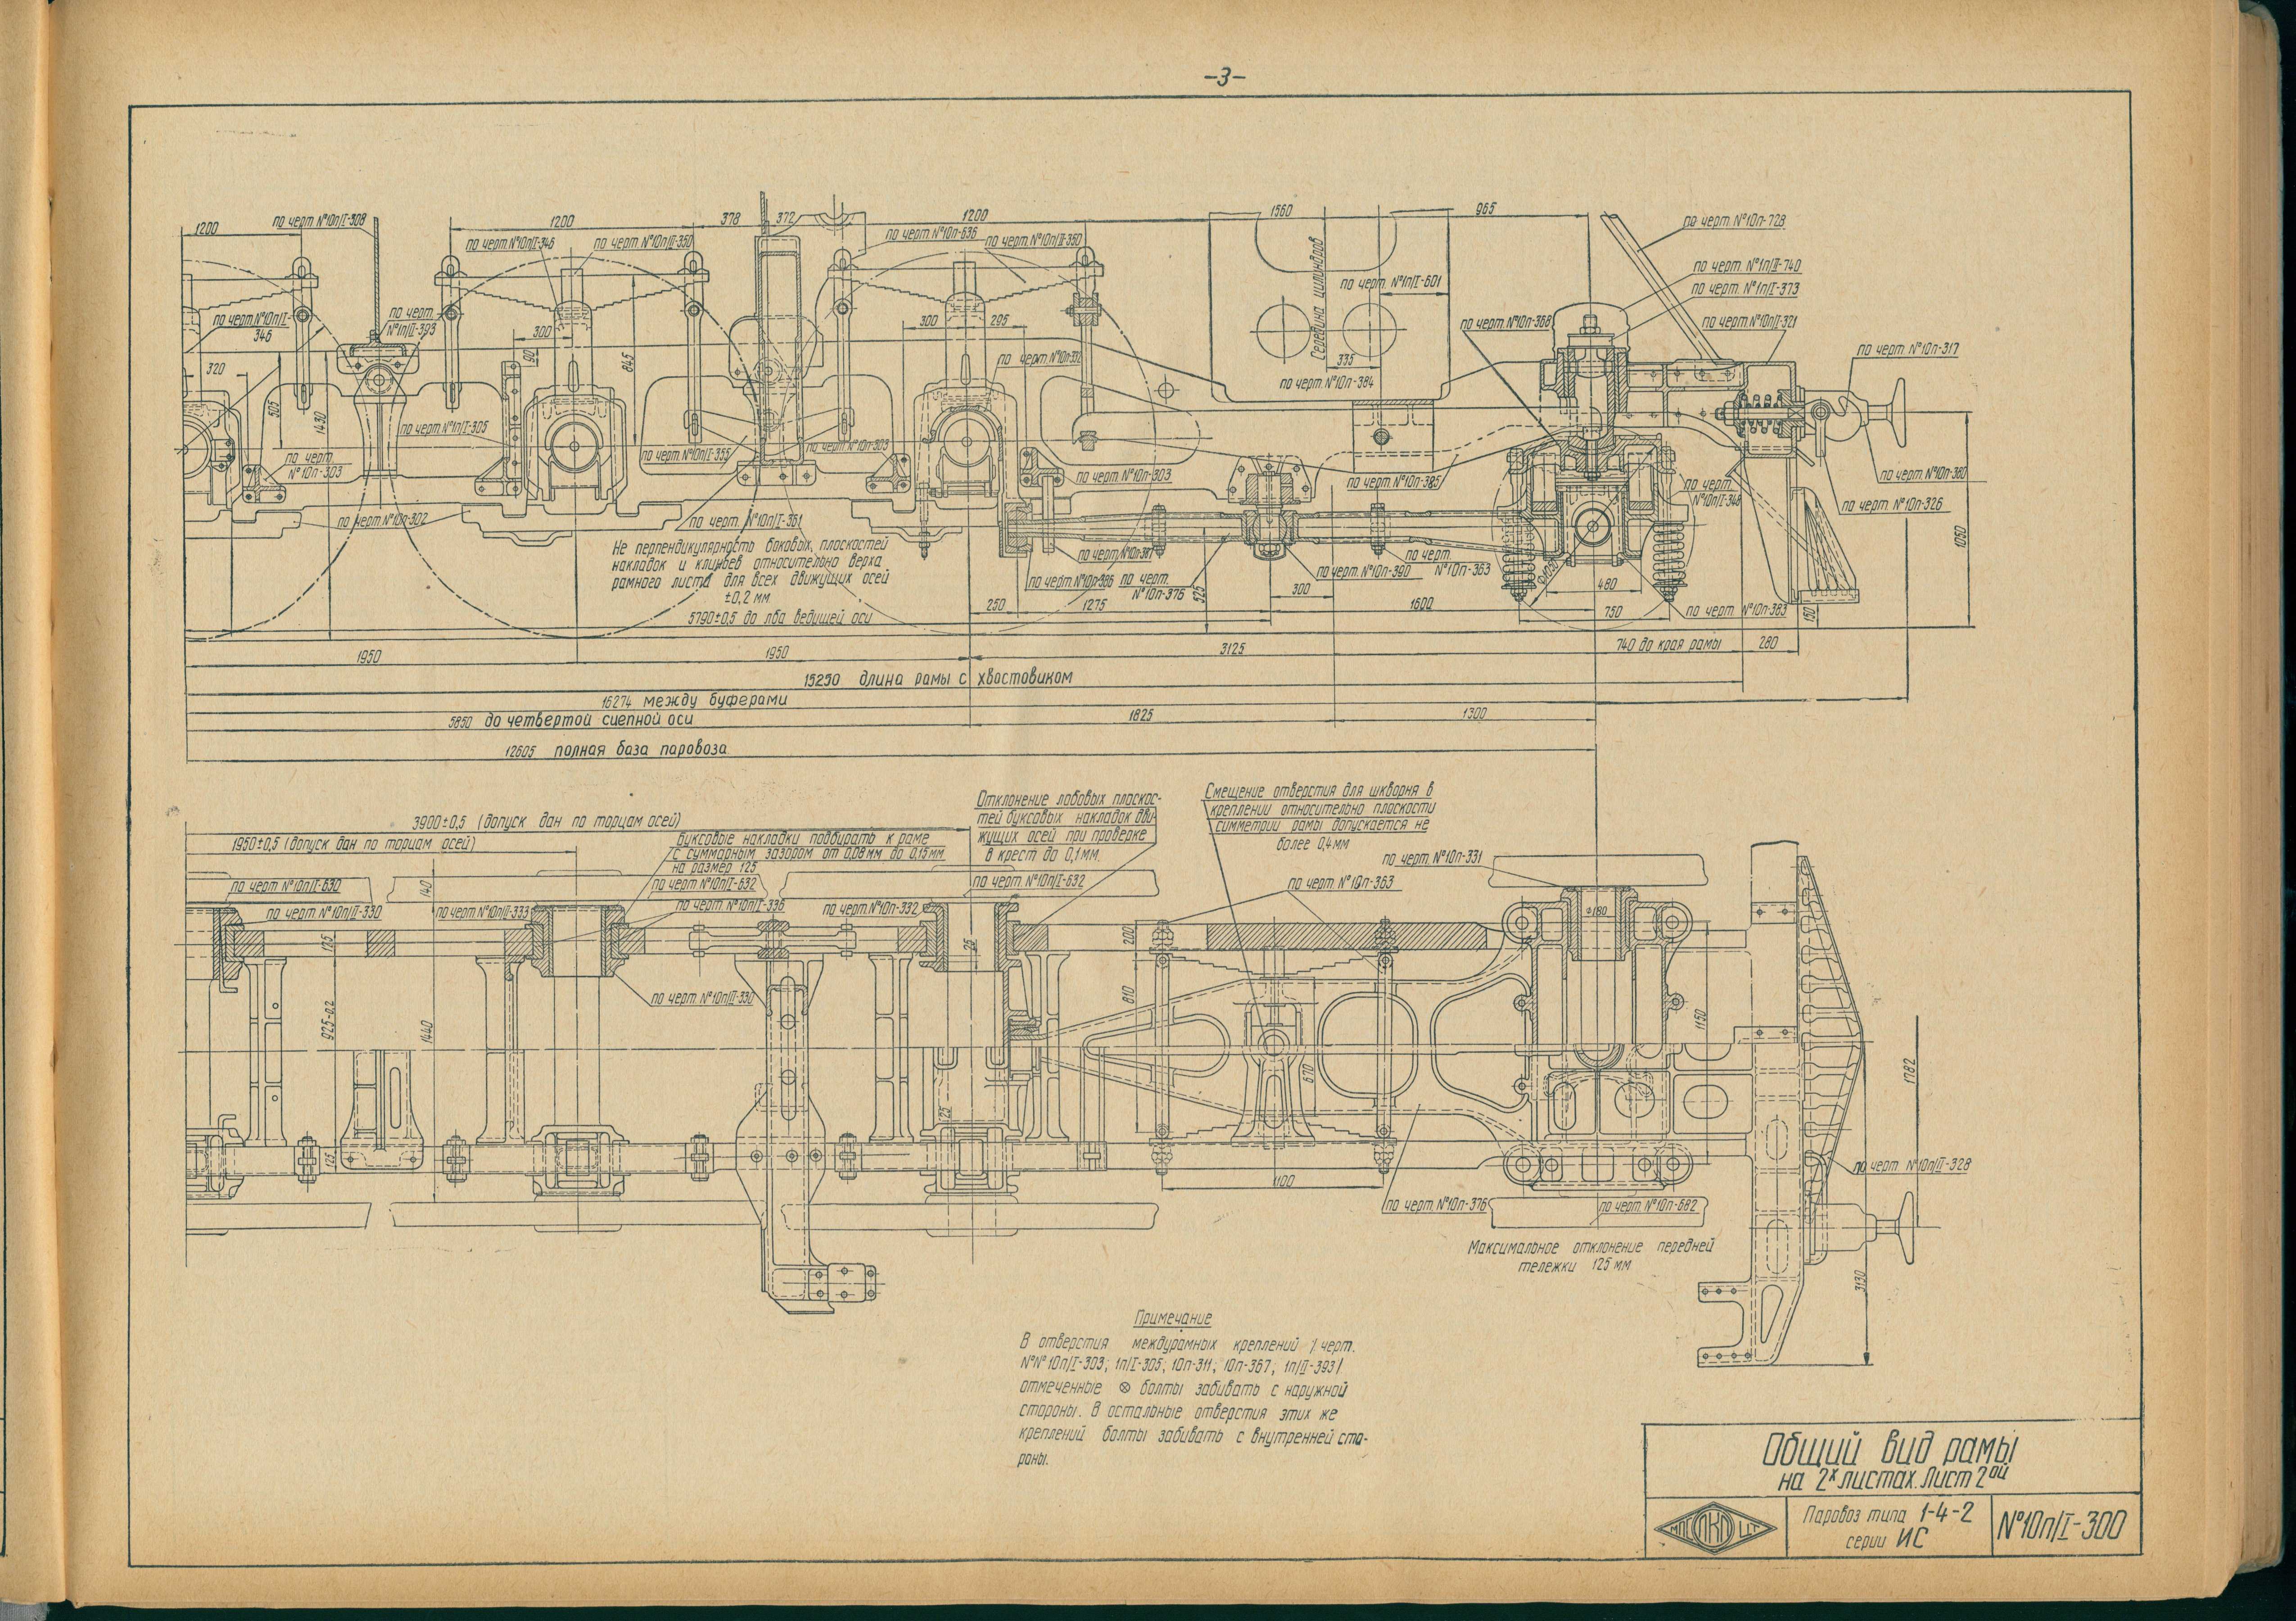 -3-
1200
по черт. №10п/I-308
1200
378
372
1200
1560
965
по черт. №10п/I-346
по черт. №10п/II-350
по черт. №10п-636
по черт. №10п/II-350
по черт. №10п-728
по черт. №1п/II-740
по черт. №1п/I-373
по черт. №1п/I-601
Середина цилиндров
по черт. №10п/I-
346
по черт.
№1п/II-393
300
90
845
300
295
по черт. №10п-368
по черт. №10п/I-321
по черт. №10п-317
320
505
1430
335
по черт. №10п-384
по черт. №1п/I-305
по черт.
№10п-303
по черт. №10п/I-355
по черт. №10п-303
по черт. №10п-303
по черт. №10п-385
по черт.
№10п/I-348
по черт. №10п-380
по черт. №10п-326
по черт. №10п-302
по черт. №10п/I-361
Не перпендикулярность боковых плоскостей
накладок и клиньев относительно верха
рамного листа для всех движущих осей
±0,2 мм
по черт. №10п-387
по черт. №10п-386
по черт.
№10п-376
по черт. №10п-390
по черт.
№10п-363
Ф1050
480
750
по черт. №10п-383
150
1050
525
300
250
1275
1600
5790±0,5 до лба ведущей оси
1950
1950
3125
740 до края рамы
280
15250 длина рамы с хвостовиком
16274 между буферами
5850 до четвертой сцепной оси
1825
1300
12605 полная база паровоза
3900±0,5 (допуск дан по торцам осей)
1950±0,5 (допуск дан по торцам осей)
буксовые накладки подбирать к раме
с суммарным зазором от 0,08 мм до 0,15 мм
на размер 125
Отклонение лабовых плоскос-
тей буксовых накладок дви-
жущих осей при проверке
в крест до 0,1 мм.
Смещение отверстия для шкворня в
креплении относительно плоскости
симметрии рамы допускается не
более 0,4 мм
по черт. №10п/I-630
140
по черт. №10п/I-632
по черт. №10п/I-632
по черт. №10п-363
по черт. №10п-331
по черт. №10п/II-330
по черт. №10п/II-333
по черт. №10п/I-336
по черт. №10п-332
Ф180
125
25
200
по черт. №10п/II-330
925-0,2
1440
810
1150
670
25
125
1782
1100
по черт. №10п/II-328
по черт. №10п-376
по черт. №10п-682
Максимальное отклонение передней
тележки 125 мм
3130
Примечание
В отверстия междурамных креплений /черт.
№№ 10п/I-303; 1п/I-305; 10п-311; 10п-367; 1п/II-393/
отмеченные ⊗ болты забивать с наружной
стороны. В остальные отверстия этих же
креплений болты забивать с внутренней сто-
роны.
Общий вид рамы
на 2х листах. Лист 2ой
МПС ПКП ЦТ
Паровоз типа 1-4-2
серии ИС
№10п/I-300